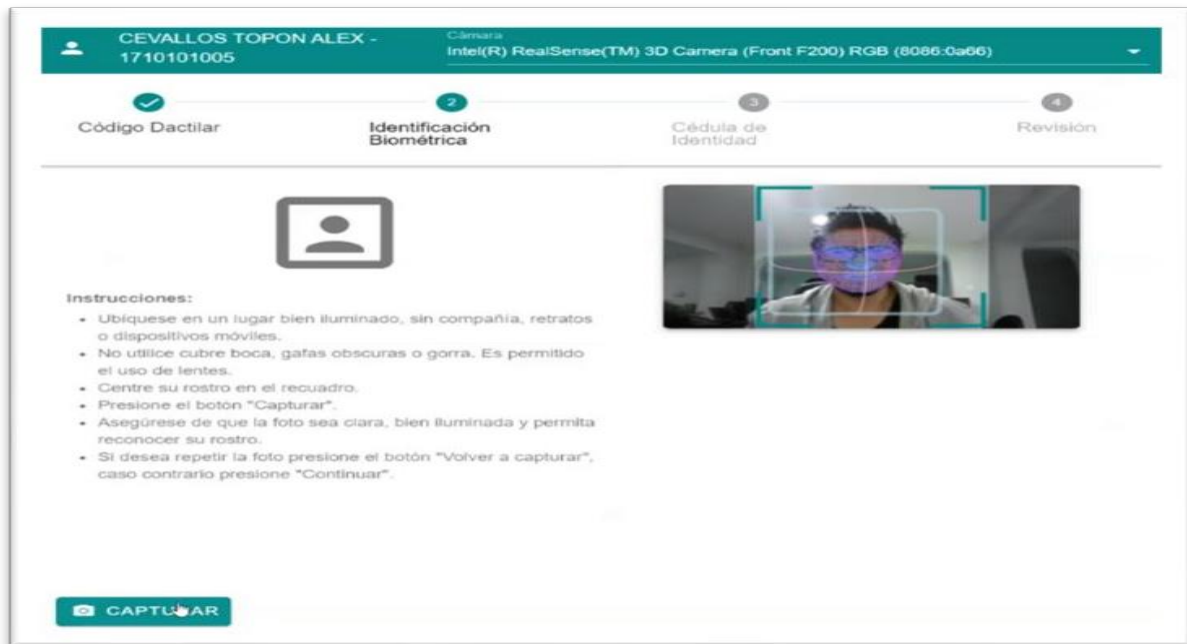 CEVALLOS TOPON ALEX -
1710101005
Cámara
Intel(R) RealSense(TM) 3D Camera (Front F200) RGB (8086:0a66)
2
3
4
Código Dactilar
Identificación
Biométrica
Cédula de
Identidad
Revisión
Instrucciones:
• Ubíquese en un lugar bien iluminado, sin compañía, retratos
o dispositivos móviles.
• No utilice cubre boca, gafas obscuras o gorra. Es permitido
el uso de lentes.
• Centre su rostro en el recuadro.
• Presione el botón "Capturar".
• Asegúrese de que la foto sea clara, bien iluminada y permita
reconocer su rostro.
• Si desea repetir la foto presione el botón "Volver a capturar",
caso contrario presione "Continuar".
CAPTURAR